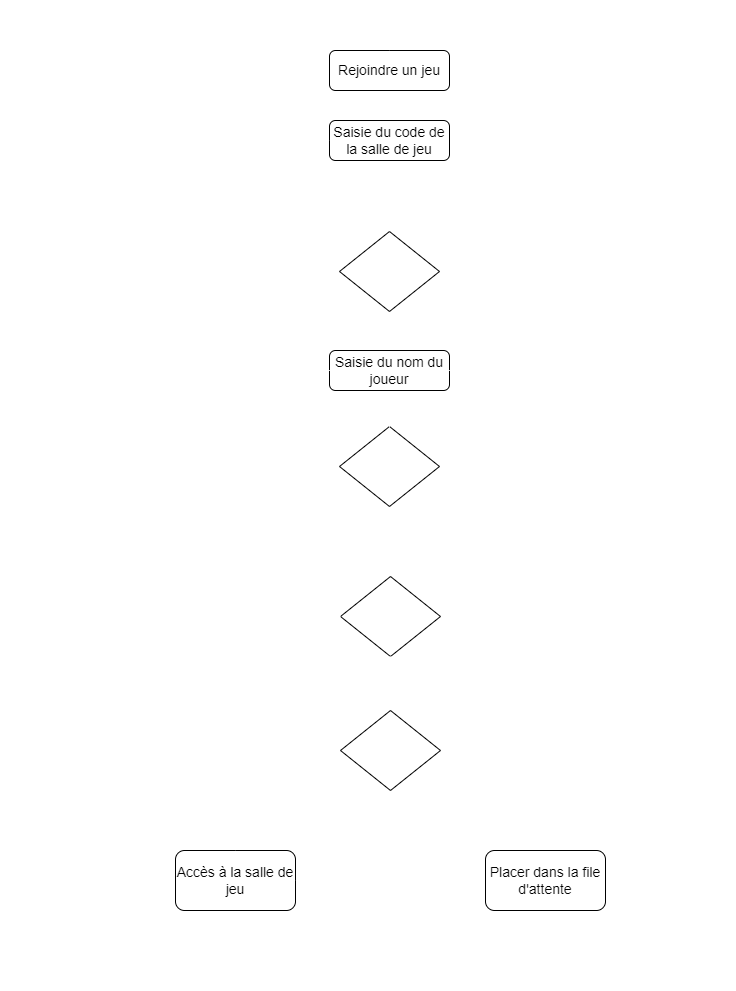 Rejoindre un jeu
Saisie du code de
la salle de jeu
Saisie du nom du
joueur
Accès à la salle de
jeu
Placer dans la file
d'attente